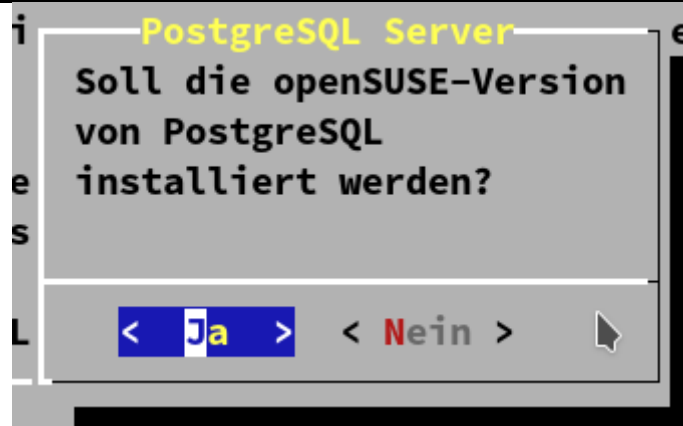 i
PostgreSQL Server
e
Soll die openSUSE-Version
von PostgreSQL
e installiert werden?
s
L < Ja > < Nein >